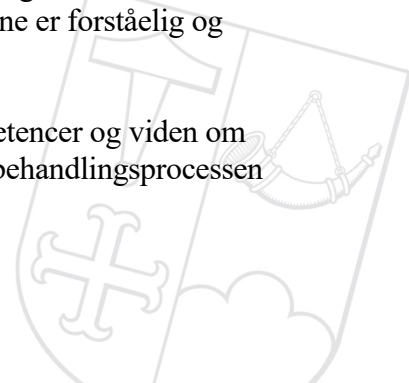 ne er forståelig og
etencer og viden om
behandlingsprocessen